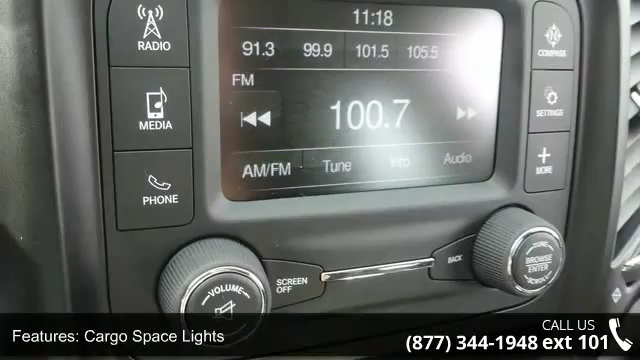 11:18
91.3 99.9 101.5 105.5
FM
100.7
AM/FM Tune Info Audio
RADIO
MEDIA
PHONE
COMPASS
SETTINGS
MORE
VOLUME
SCREEN OFF
BACK
TUNE
BROWSE
ENTER
SCROLL
Features: Cargo Space Lights
CALL US
(877) 344-1948 ext 101